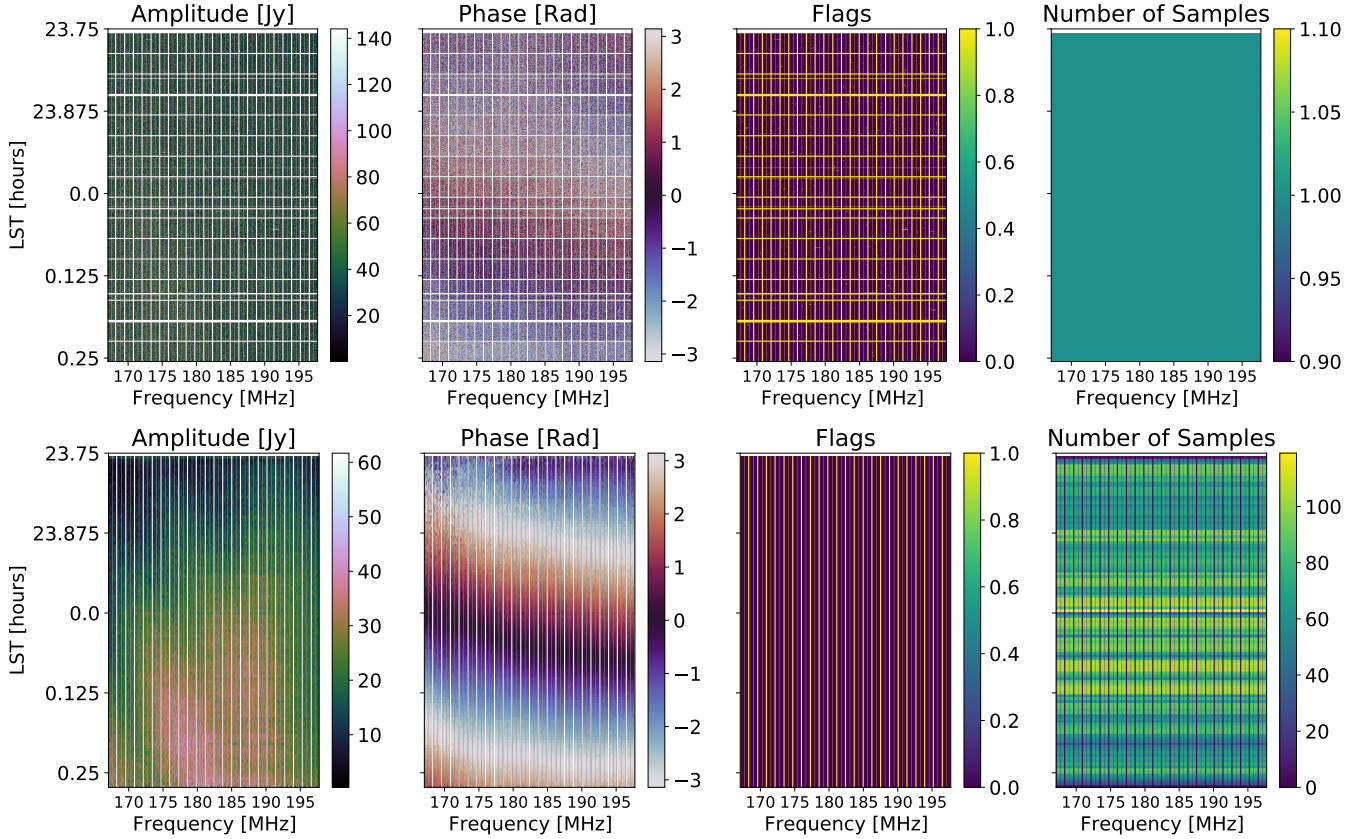 Amplitude [Jy] Phase [Rad] Flags Number of Samples
23.75 140 3 1.0 1.10
120 2 0.8 1.05
23.875 100 1 0.6
80
LST [hours] 0.0 0 1.00
60 −1 0.4
0.125 40 −2 0.2 0.95
20
0.25 −3 0.0 0.90
170 175 180 185 190 195 170 175 180 185 190 195 170 175 180 185 190 195 170 175 180 185 190 195
Frequency [MHz] Frequency [MHz] Frequency [MHz] Frequency [MHz]
Amplitude [Jy] Phase [Rad] Flags Number of Samples
23.75 60 3 1.0
50 2 0.8 100
23.875 40 1 0.6 80
LST [hours] 0.0 30 0 60
0.125 20 −1 0.4 40
10 −2 0.2 20
0.25 −3 0.0 0
170 175 180 185 190 195 170 175 180 185 190 195 170 175 180 185 190 195 170 175 180 185 190 195
Frequency [MHz] Frequency [MHz] Frequency [MHz] Frequency [MHz]